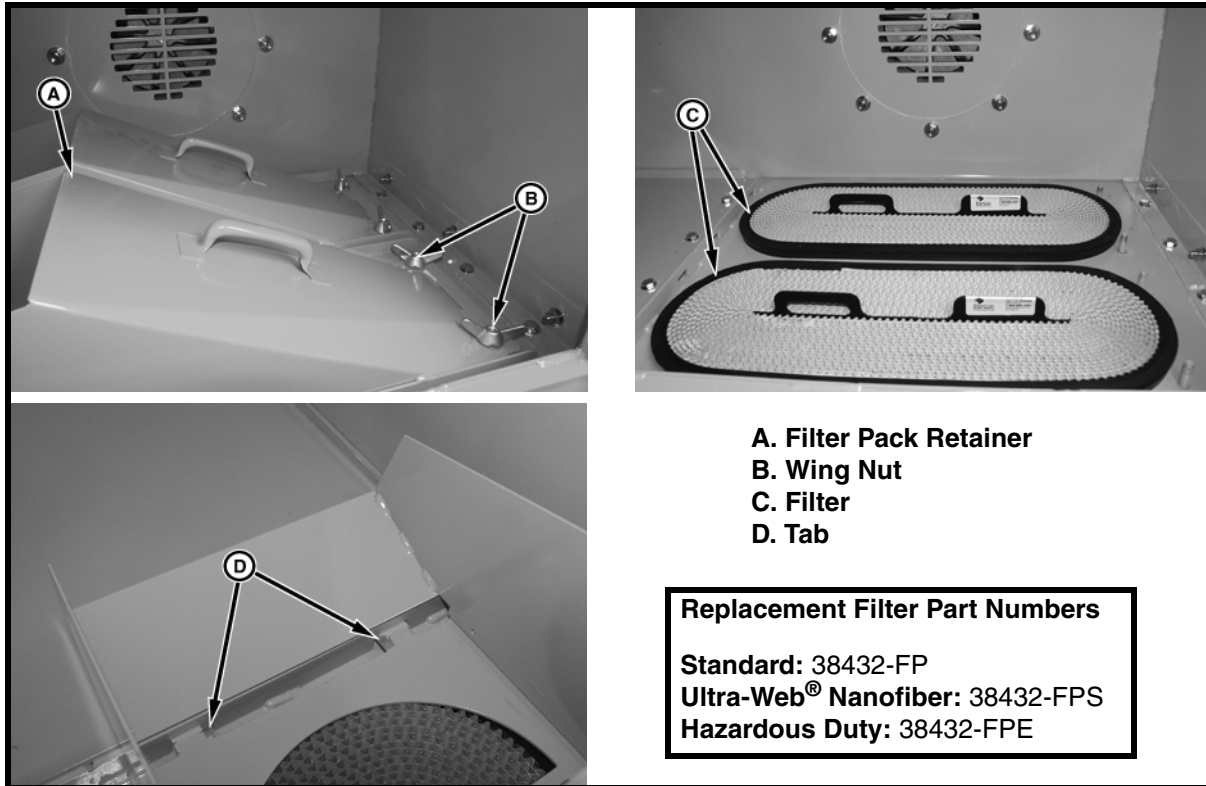 A
B
C
D
A. Filter Pack Retainer
B. Wing Nut
C. Filter
D. Tab
Replacement Filter Part Numbers
Standard: 38432-FP
Ultra-Web® Nanofiber: 38432-FPS
Hazardous Duty: 38432-FPE